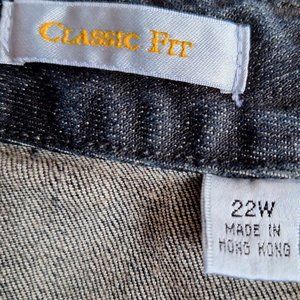 CLASSIC FIT
22W
MADE IN
HONG KONG